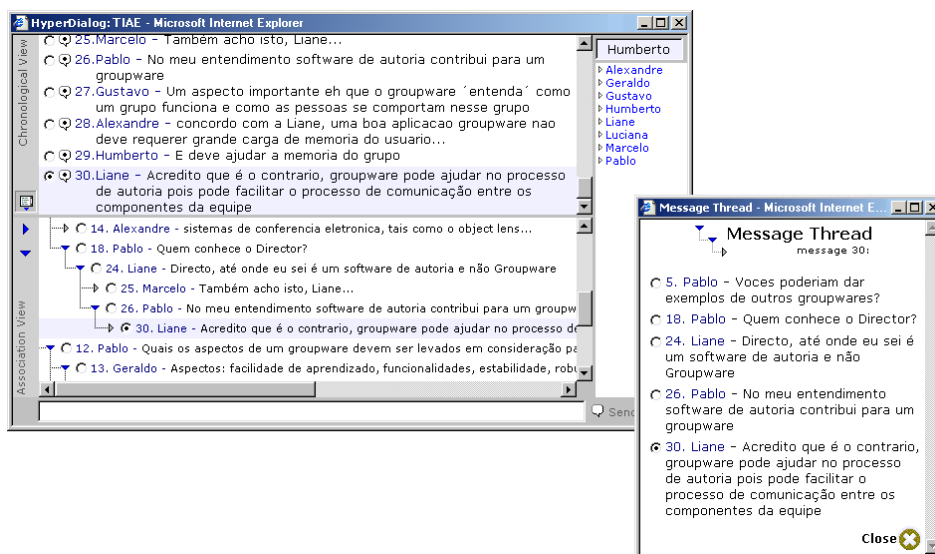 HyperDialog: TIAE - Microsoft Internet Explorer
Chronological View
25.Marcelo - Também acho isto, Liane...
26.Pablo - No meu entendimento software de autoria contribui para um
groupware
27.Gustavo - Um aspecto importante eh que o groupware ´entenda´ como
um grupo funciona e como as pessoas se comportam nesse grupo
28.Alexandre - concordo com a Liane, uma boa aplicacao groupware nao
deve requerer grande carga de memoria do usuario...
29.Humberto - E deve ajudar a memoria do grupo
30.Liane - Acredito que é o contrario, groupware pode ajudar no processo
de autoria pois pode facilitar o processo de comunicação entre os
componentes da equipe
Humberto
Alexandre
Geraldo
Gustavo
Humberto
Liane
Luciana
Marcelo
Pablo
Association View
14. Alexandre - sistemas de conferencia eletronica, tais como o object lens...
18. Pablo - Quem conhece o Director?
24. Liane - Directo, até onde eu sei é um software de autoria e não Groupware
25. Marcelo - Também acho isto, Liane...
26. Pablo - No meu entendimento software de autoria contribui para um groupw
30. Liane - Acredito que é o contrario, groupware pode ajudar no processo de
12. Pablo - Quais os aspectos de um groupware devem ser levados em consideração pa
13. Geraldo - Aspectos: facilidade de aprendizado, funcionalidades, estabilidade, robu
Send
Message Thread - Microsoft Internet E...
Message Thread
message 30:
5. Pablo - Voces poderiam dar
exemplos de outros groupwares?
18. Pablo - Quem conhece o Director?
24. Liane - Directo, até onde eu sei é
um software de autoria e não
Groupware
26. Pablo - No meu entendimento
software de autoria contribui para um
groupware
30. Liane - Acredito que é o contrario,
groupware pode ajudar no processo
de autoria pois pode facilitar o
processo de comunicação entre os
componentes da equipe
Close